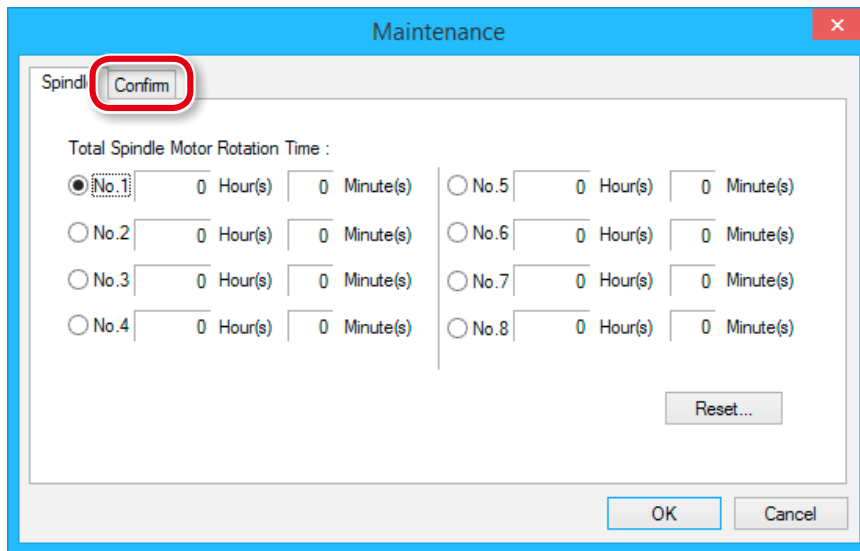 Maintenance
Spindl Confirm
Total Spindle Motor Rotation Time :
No.1 0 Hour(s) 0 Minute(s) No.5 0 Hour(s) 0 Minute(s)
No.2 0 Hour(s) 0 Minute(s) No.6 0 Hour(s) 0 Minute(s)
No.3 0 Hour(s) 0 Minute(s) No.7 0 Hour(s) 0 Minute(s)
No.4 0 Hour(s) 0 Minute(s) No.8 0 Hour(s) 0 Minute(s)
Reset...
OK Cancel